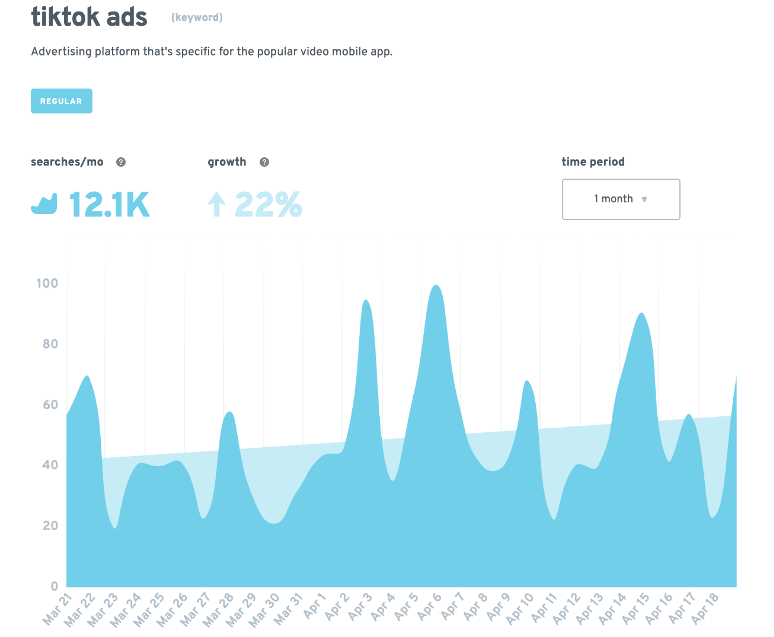 tiktok ads (keyword)
Advertising platform that's specific for the popular video mobile app.
REGULAR
searches/mo ? growth ? time period
12.1K 22% 1 month ▼
100
80
60
40
20
0
Mar 21 Mar 22 Mar 23 Mar 24 Mar 25 Mar 26 Mar 27 Mar 28 Mar 29 Mar 30 Mar 31 Apr 1 Apr 2 Apr 3 Apr 4 Apr 5 Apr 6 Apr 7 Apr 8 Apr 9 Apr 10 Apr 11 Apr 12 Apr 13 Apr 14 Apr 15 Apr 16 Apr 17 Apr 18